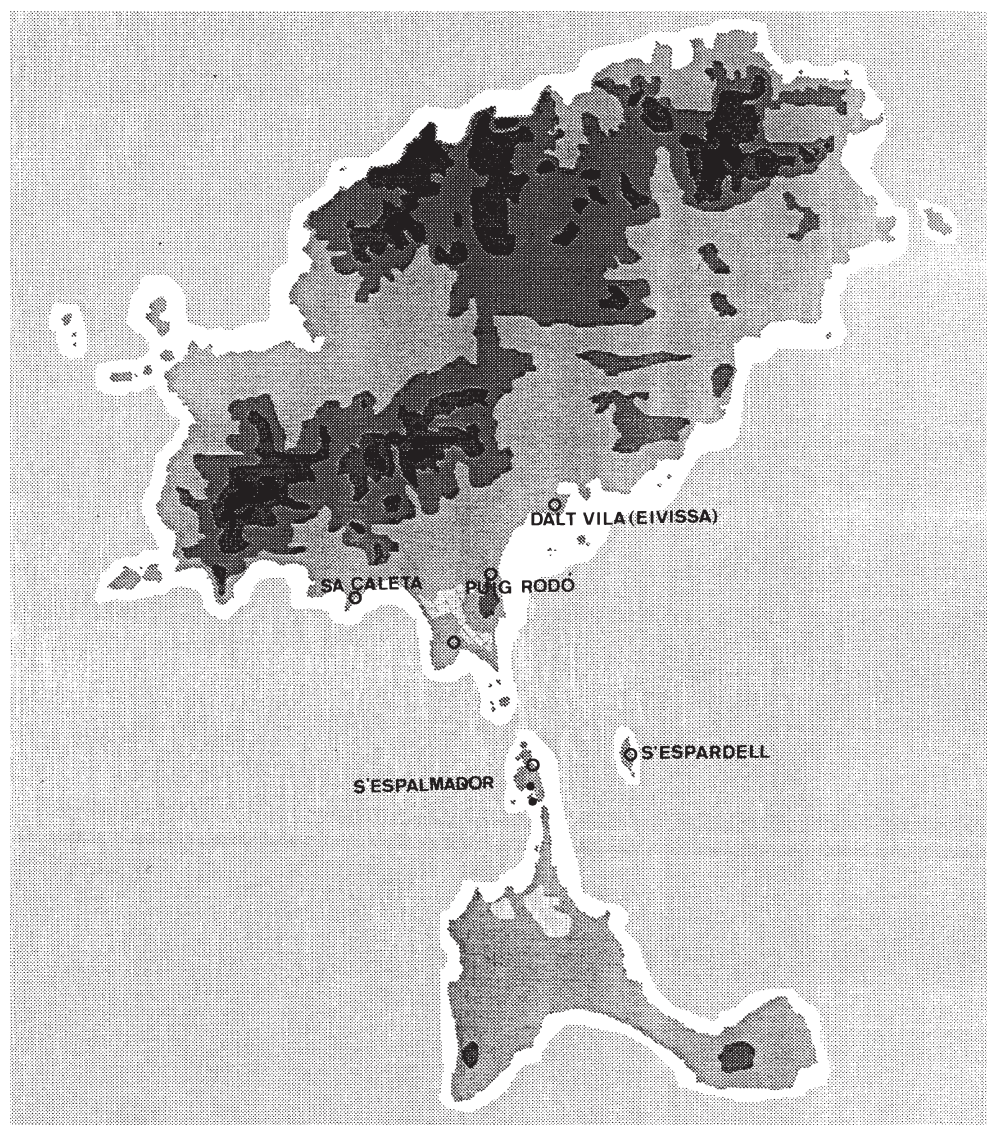 DALT VILA (EIVISSA)
SA CALETA
PUIG RODÓ
S'ESPARDELL
S'ESPALMADOR